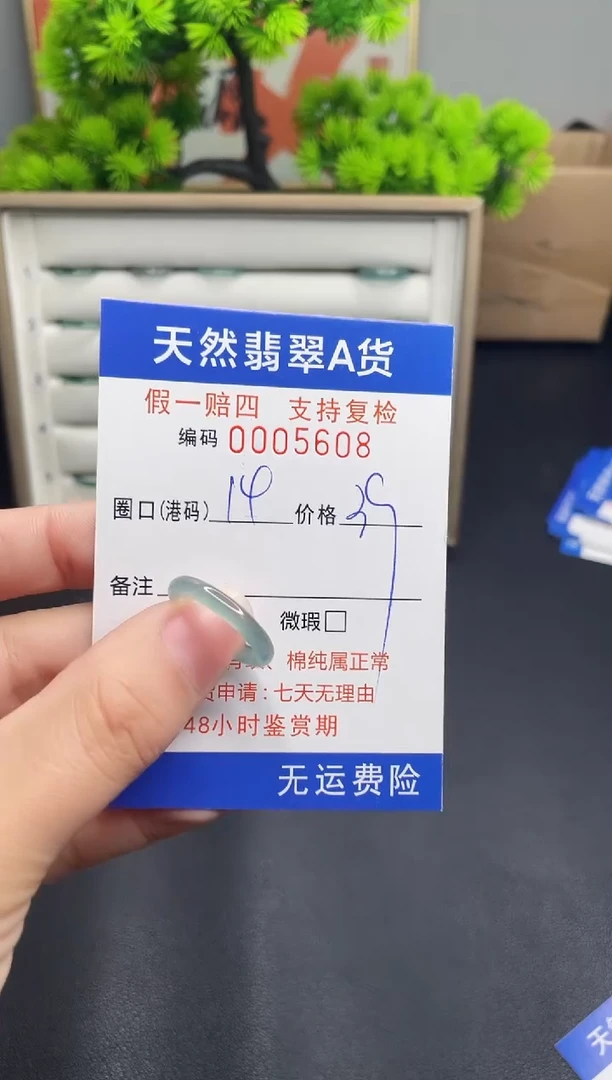 天然翡翠A货
假一赔四 支持复检
编码 0005608
圈口(港码) 14 价格
备注
微瑕□
棉纯属正常
申请:七天无理由
48小时鉴赏期
无运费险
天